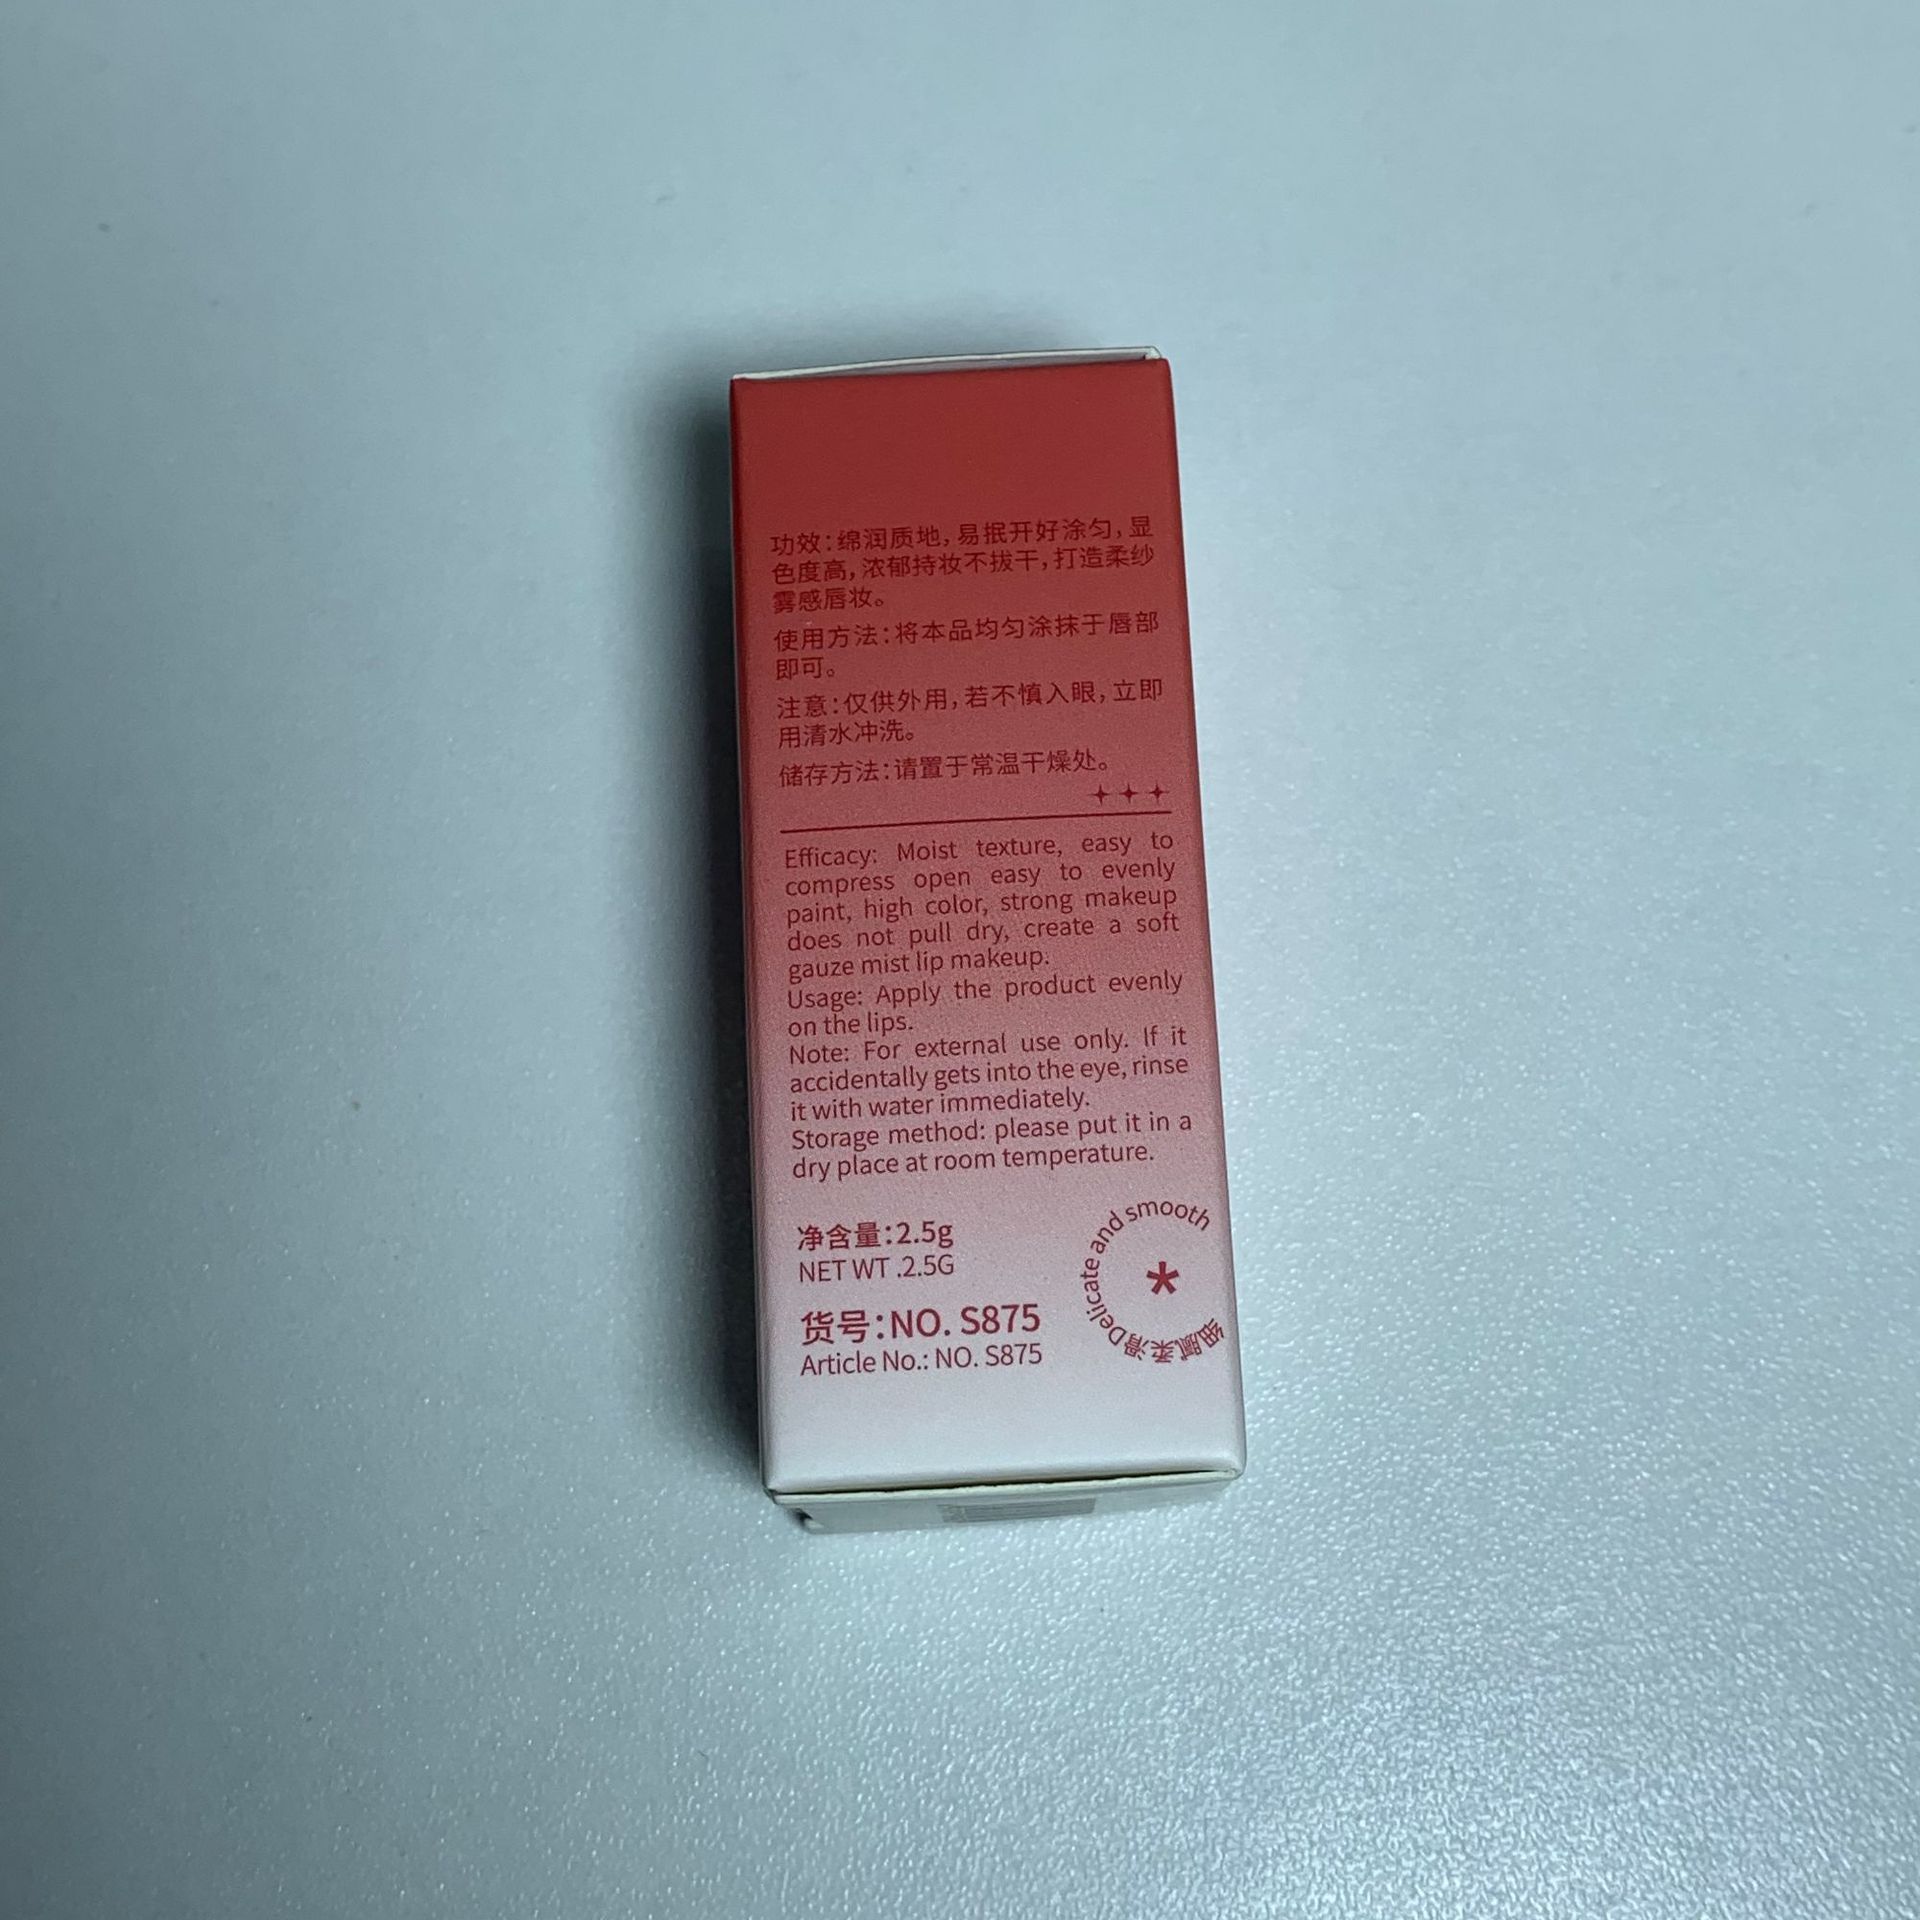 功效：绵润质地，易抿开好涂匀，显
色度高，浓郁持妆不拔干，打造柔纱
雾感唇妆。
使用方法：将本品均匀涂抹于唇部
即可。
注意：仅供外用，若不慎入眼，立即
用清水冲洗。
储存方法：请置于常温干燥处。
Efficacy: Moist texture, easy to
compress open easy to evenly
paint, high color, strong makeup
does not pull dry, create a soft
gauze mist lip makeup.
Usage: Apply the product evenly
on the lips.
Note: For external use only. If it
accidentally gets into the eye, rinse
it with water immediately.
Storage method: please put it in a
dry place at room temperature.
净含量：2.5g
NET WT .2.5G
货号：NO. S875
Article No.: NO. S875
Delicate and smooth
*
细腻柔滑